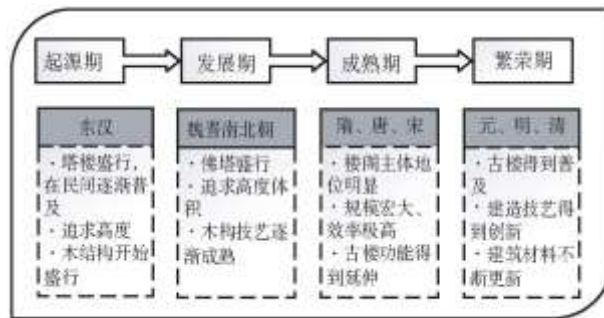 起源期
发展期
成熟期
繁荣期
东汉
·塔楼盛行，
在民间逐渐普
及
·追求高度
·木结构开始
盛行
魏晋南北朝
·佛塔盛行
·追求高度体
积
·木构技艺逐
渐成熟
隋、唐、宋
·楼阁主体地
位明显
·规模宏大、
效率极高
·古楼功能得
到延伸
元、明、清
·古楼得到普
及
·建造技艺得
到创新
·建筑材料不
断更新